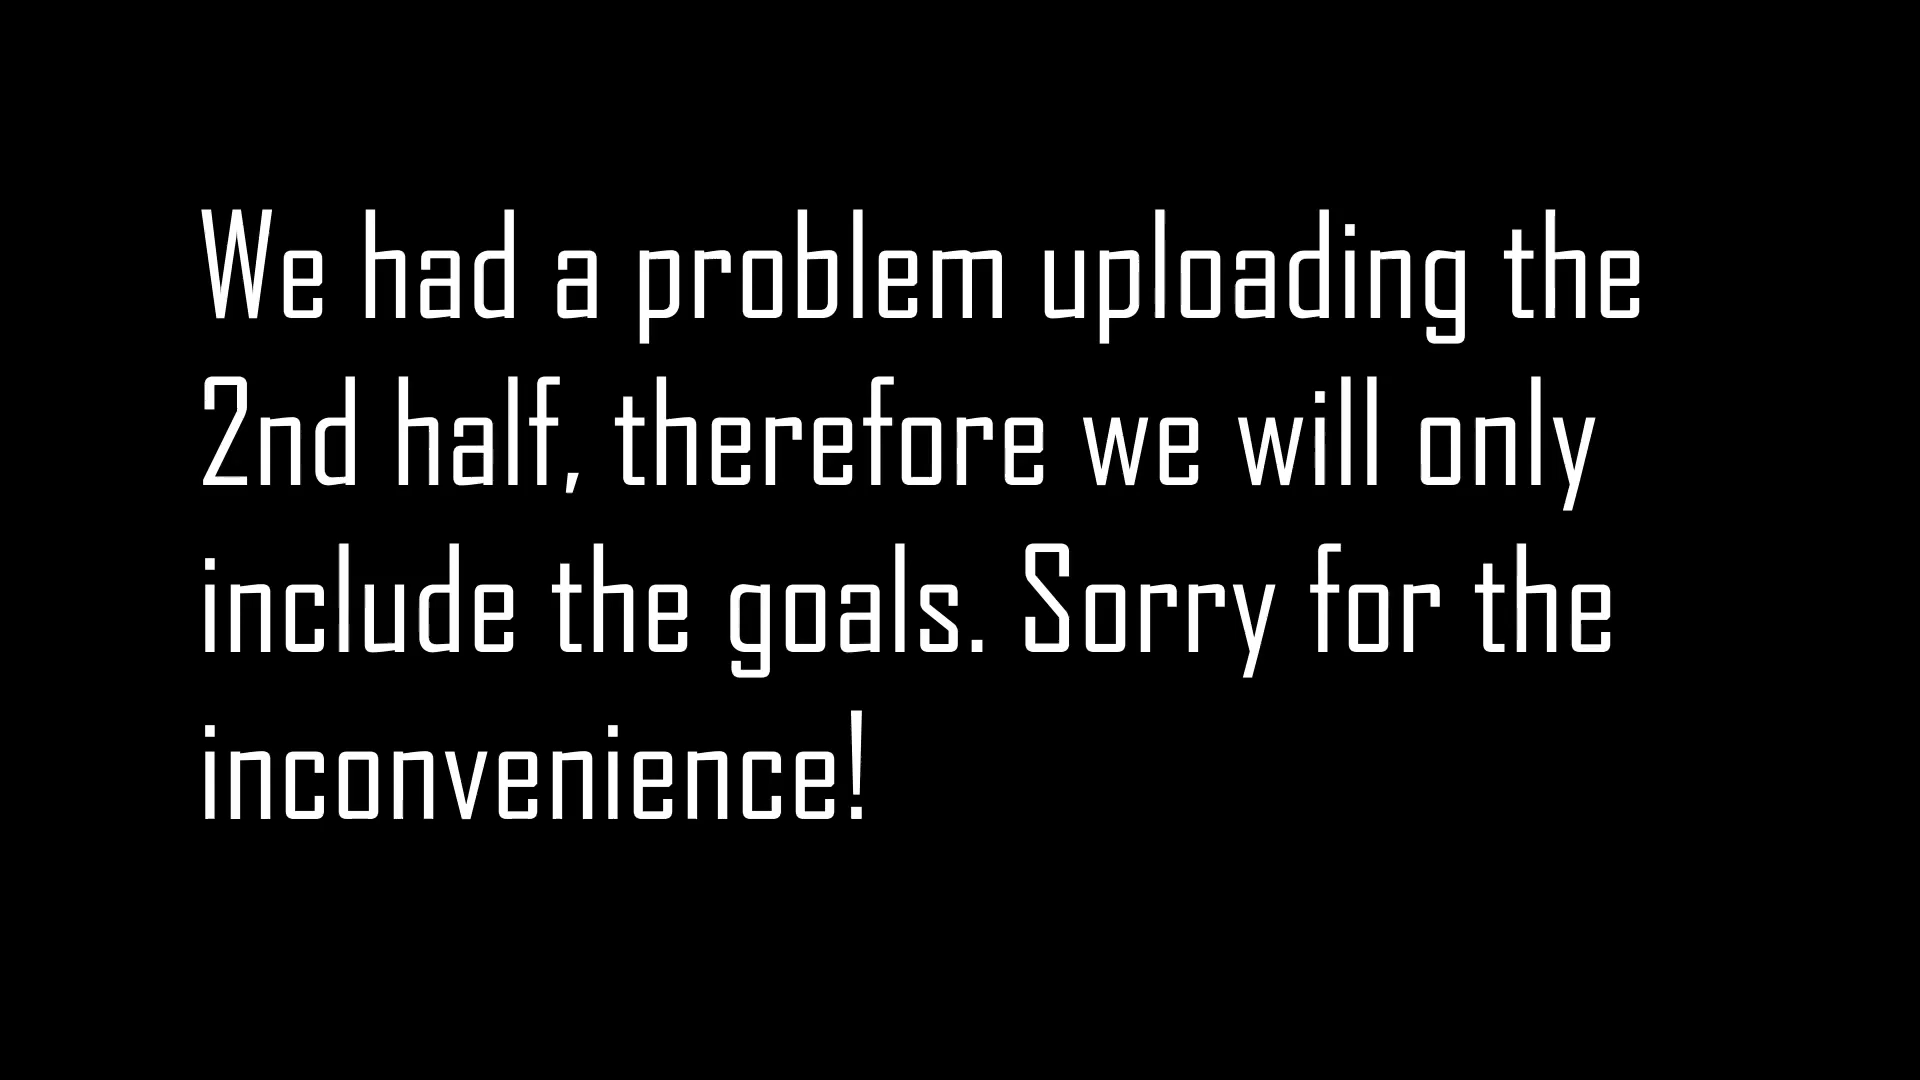 We had a problem uploading the
2nd half, therefore we will only
include the goals. Sorry for the
inconvenience!